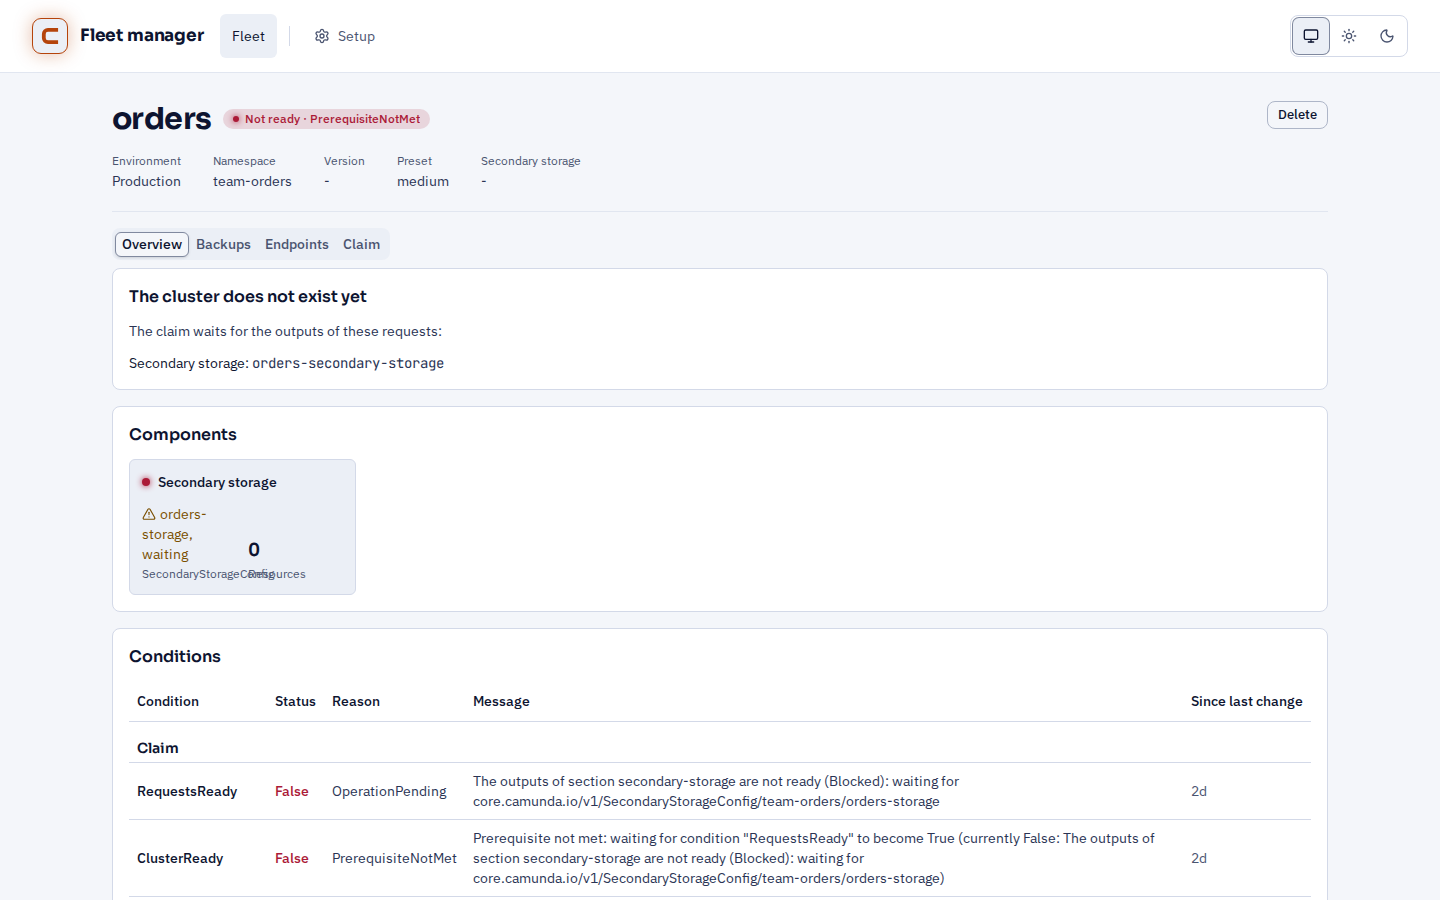 Fleet manager
Fleet
Setup
orders
Not ready · PrerequisiteNotMet
Delete
Environment Namespace Version Preset Secondary storage
Production team-orders - medium -
Overview Backups Endpoints Claim
The cluster does not exist yet
The claim waits for the outputs of these requests:
Secondary storage: orders-secondary-storage
Components
Secondary storage
orders-
storage,
waiting
0
SecondaryStorageConfig
Resources
Conditions
Condition Status Reason Message Since last change
Claim
RequestsReady False OperationPending
The outputs of section secondary-storage are not ready (Blocked): waiting for
core.camunda.io/v1/SecondaryStorageConfig/team-orders/orders-storage
2d
ClusterReady False PrerequisiteNotMet
Prerequisite not met: waiting for condition "RequestsReady" to become True (currently False: The outputs of
section secondary-storage are not ready (Blocked): waiting for
core.camunda.io/v1/SecondaryStorageConfig/team-orders/orders-storage)
2d